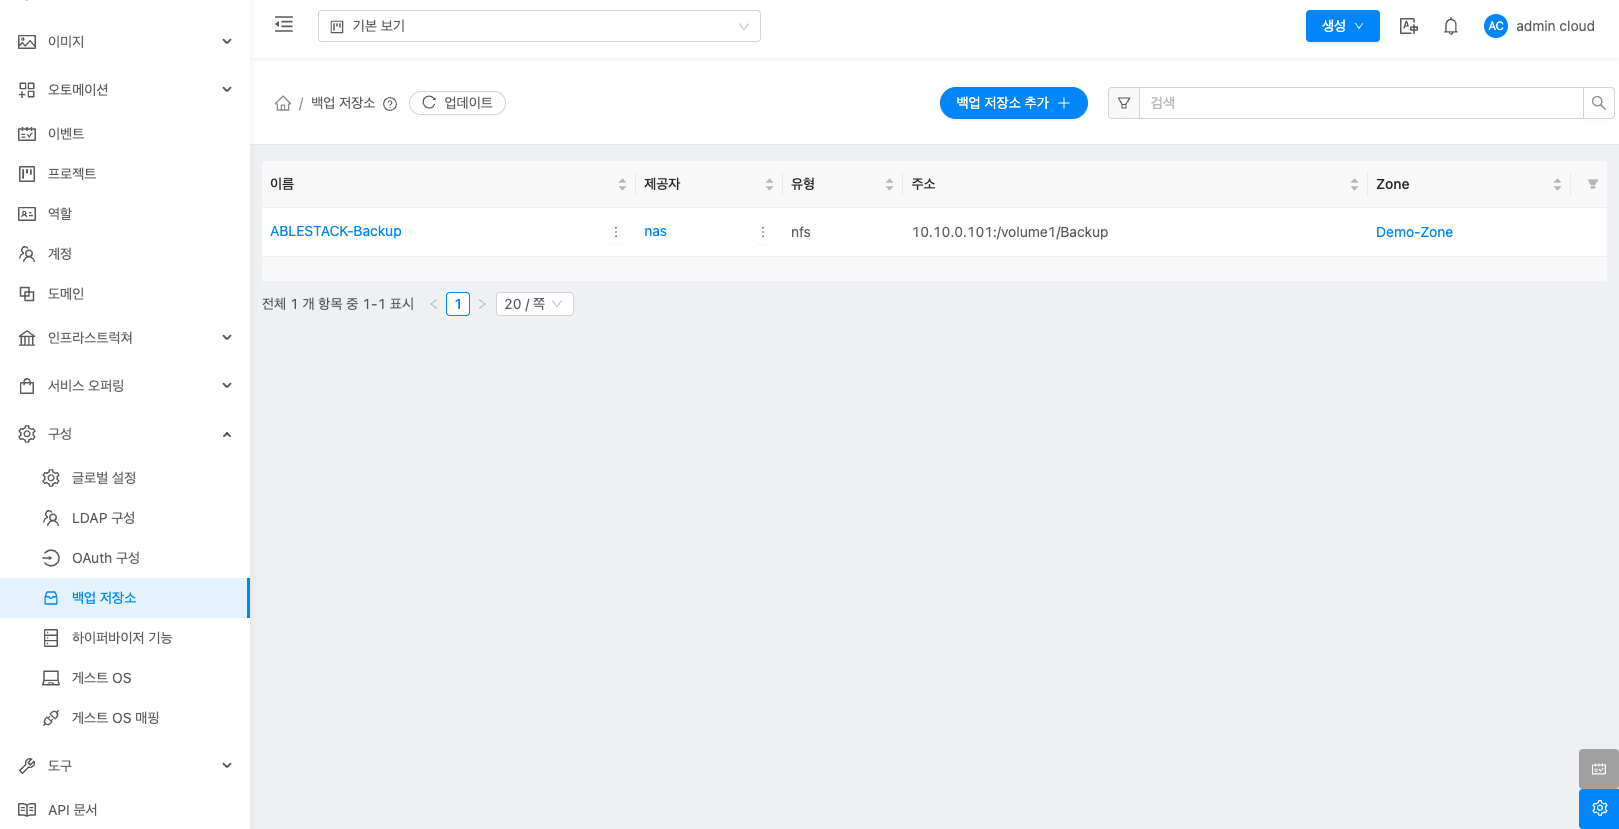 이미지
오토메이션
이벤트
프로젝트
역할
계정
도메인
인프라스트럭쳐
서비스 오퍼링
구성
글로벌 설정
LDAP 구성
OAuth 구성
백업 저장소
하이퍼바이저 기능
게스트 OS
게스트 OS 매핑
도구
API 문서
기본 보기
생성
AC admin cloud
/ 백업 저장소 업데이트
백업 저장소 추가
검색
이름 제공자 유형 주소 Zone
ABLESTACK-Backup nas nfs 10.10.0.101:/volume1/Backup Demo-Zone
전체 1 개 항목 중 1-1 표시 < 1 > 20 / 쪽